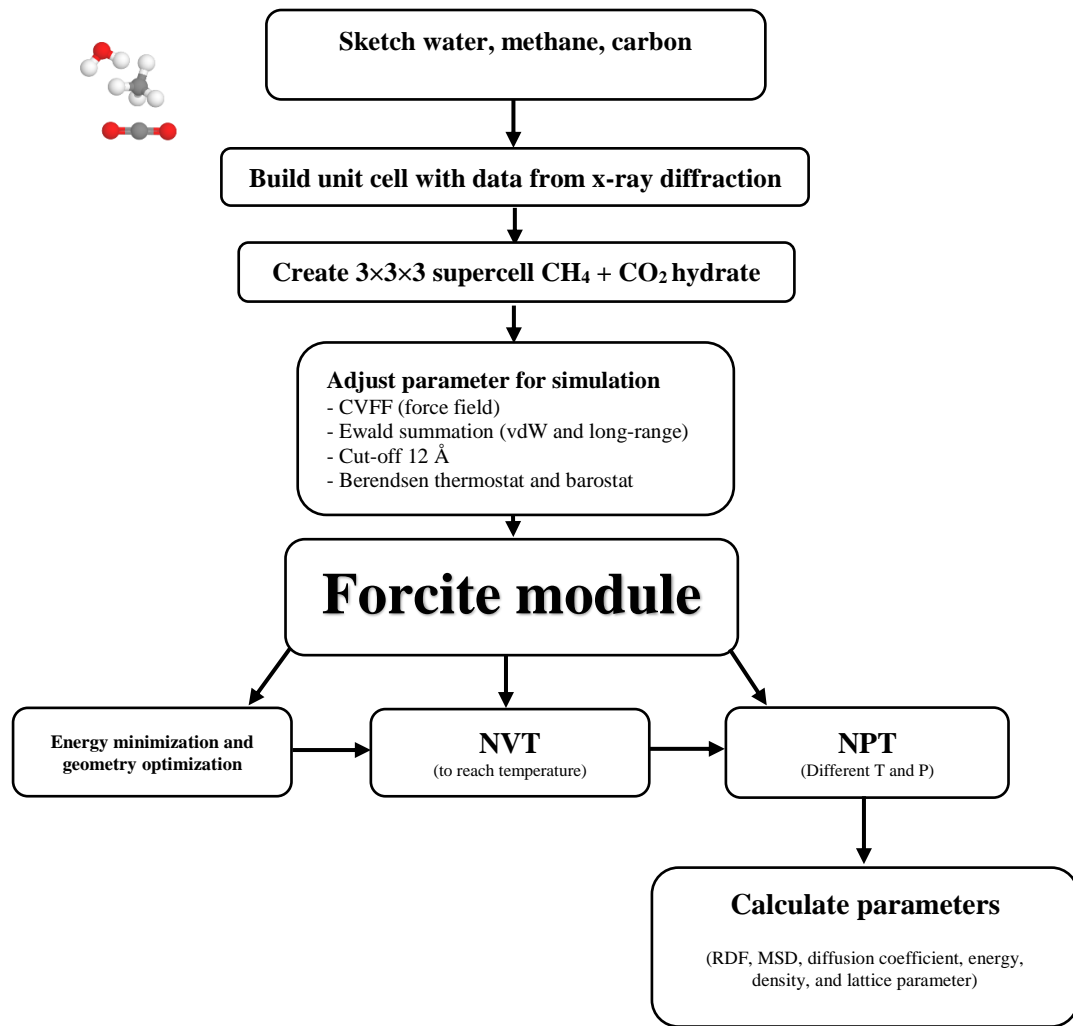 Sketch water, methane, carbon
Build unit cell with data from x-ray diffraction
Create 3×3×3 supercell CH₄ + CO₂ hydrate
Adjust parameter for simulation
- CVFF (force field)
- Ewald summation (vdW and long-range)
- Cut-off 12 Å
- Berendsen thermostat and barostat
Forcite module
Energy minimization and
geometry optimization
NVT
(to reach temperature)
NPT
(Different T and P)
Calculate parameters
(RDF, MSD, diffusion coefficient, energy,
density, and lattice parameter)